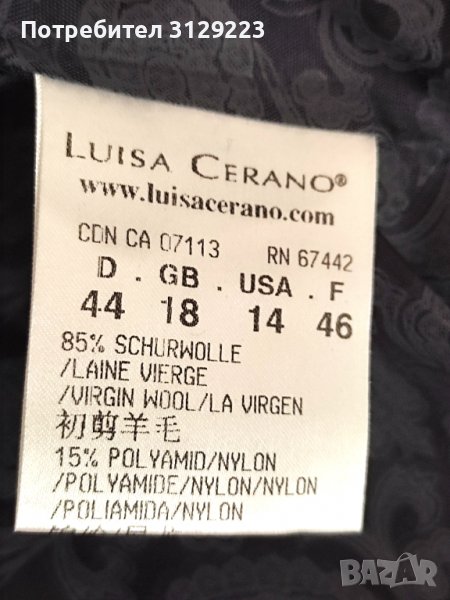 Потребител 3129223
LUISA CERANO®
www.luisacerano.com
CDN CA 07113 RN 67442
D . GB . USA . F
44 18 14 46
85% SCHURWOLLE
/LAINE VIERGE
/VIRGIN WOOL/LA VIRGEN
初剪羊毛
15% POLYAMID/NYLON
/POLYAMIDE/NYLON
/POLIAMIDA/NYLON
BAZAR